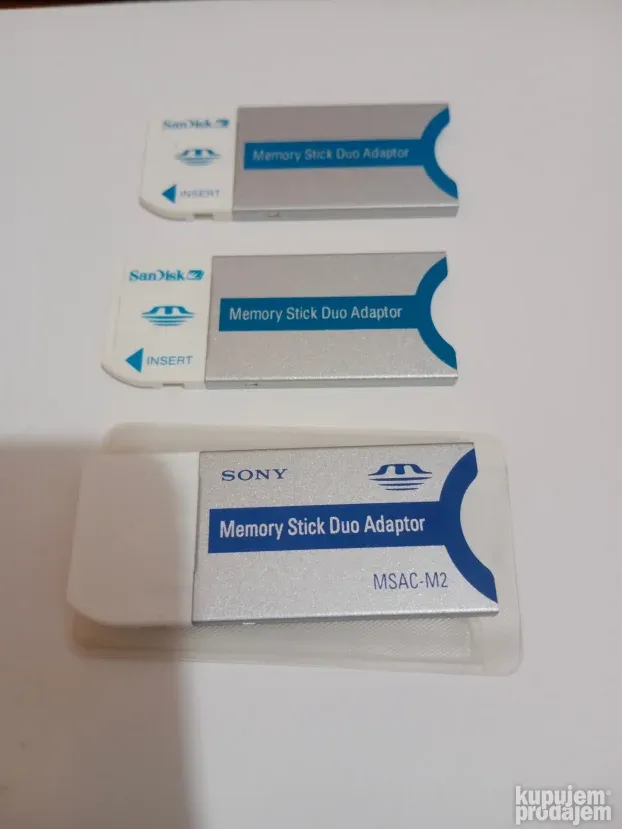 SanDisk
Memory Stick Duo Adaptor
INSERT
SanDisk
Memory Stick Duo Adaptor
INSERT
SONY
Memory Stick Duo Adaptor
MSAC-M2
kupujem
prodajem